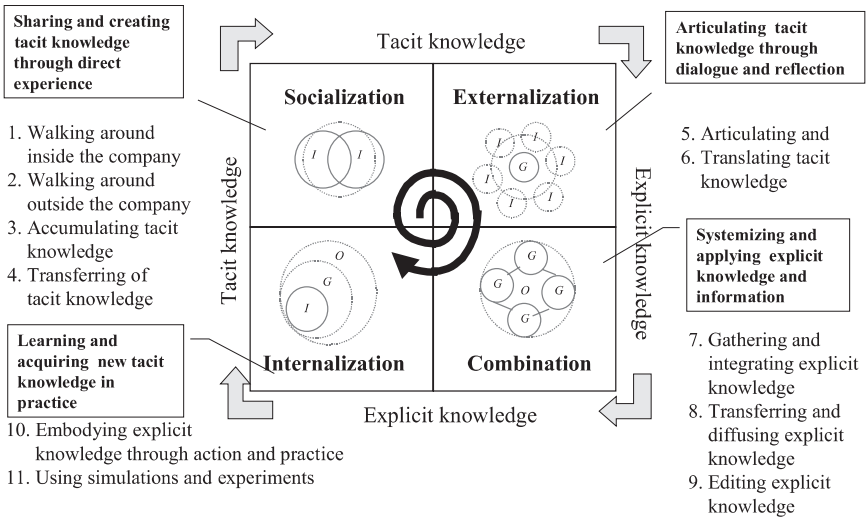 Sharing and creating
tacit knowledge
through direct
experience
Tacit knowledge
Articulating tacit
knowledge through
dialogue and reflection
1. Walking around
inside the company
2. Walking around
outside the company
3. Accumulating tacit
knowledge
4. Transferring of
tacit knowledge
Tacit knowledge
Socialization
I
I
Externalization
I
I
I
G
I
I
I
5. Articulating and
6. Translating tacit
knowledge
Explicit knowledge
O
G
I
Internalization
G
G
O
G
G
Combination
Systemizing and
applying explicit
knowledge and
information
Learning and
acquiring new tacit
knowledge in
practice
Explicit knowledge
7. Gathering and
integrating explicit
knowledge
8. Transferring and
diffusing explicit
knowledge
9. Editing explicit
knowledge
10. Embodying explicit
knowledge through action and practice
11. Using simulations and experiments